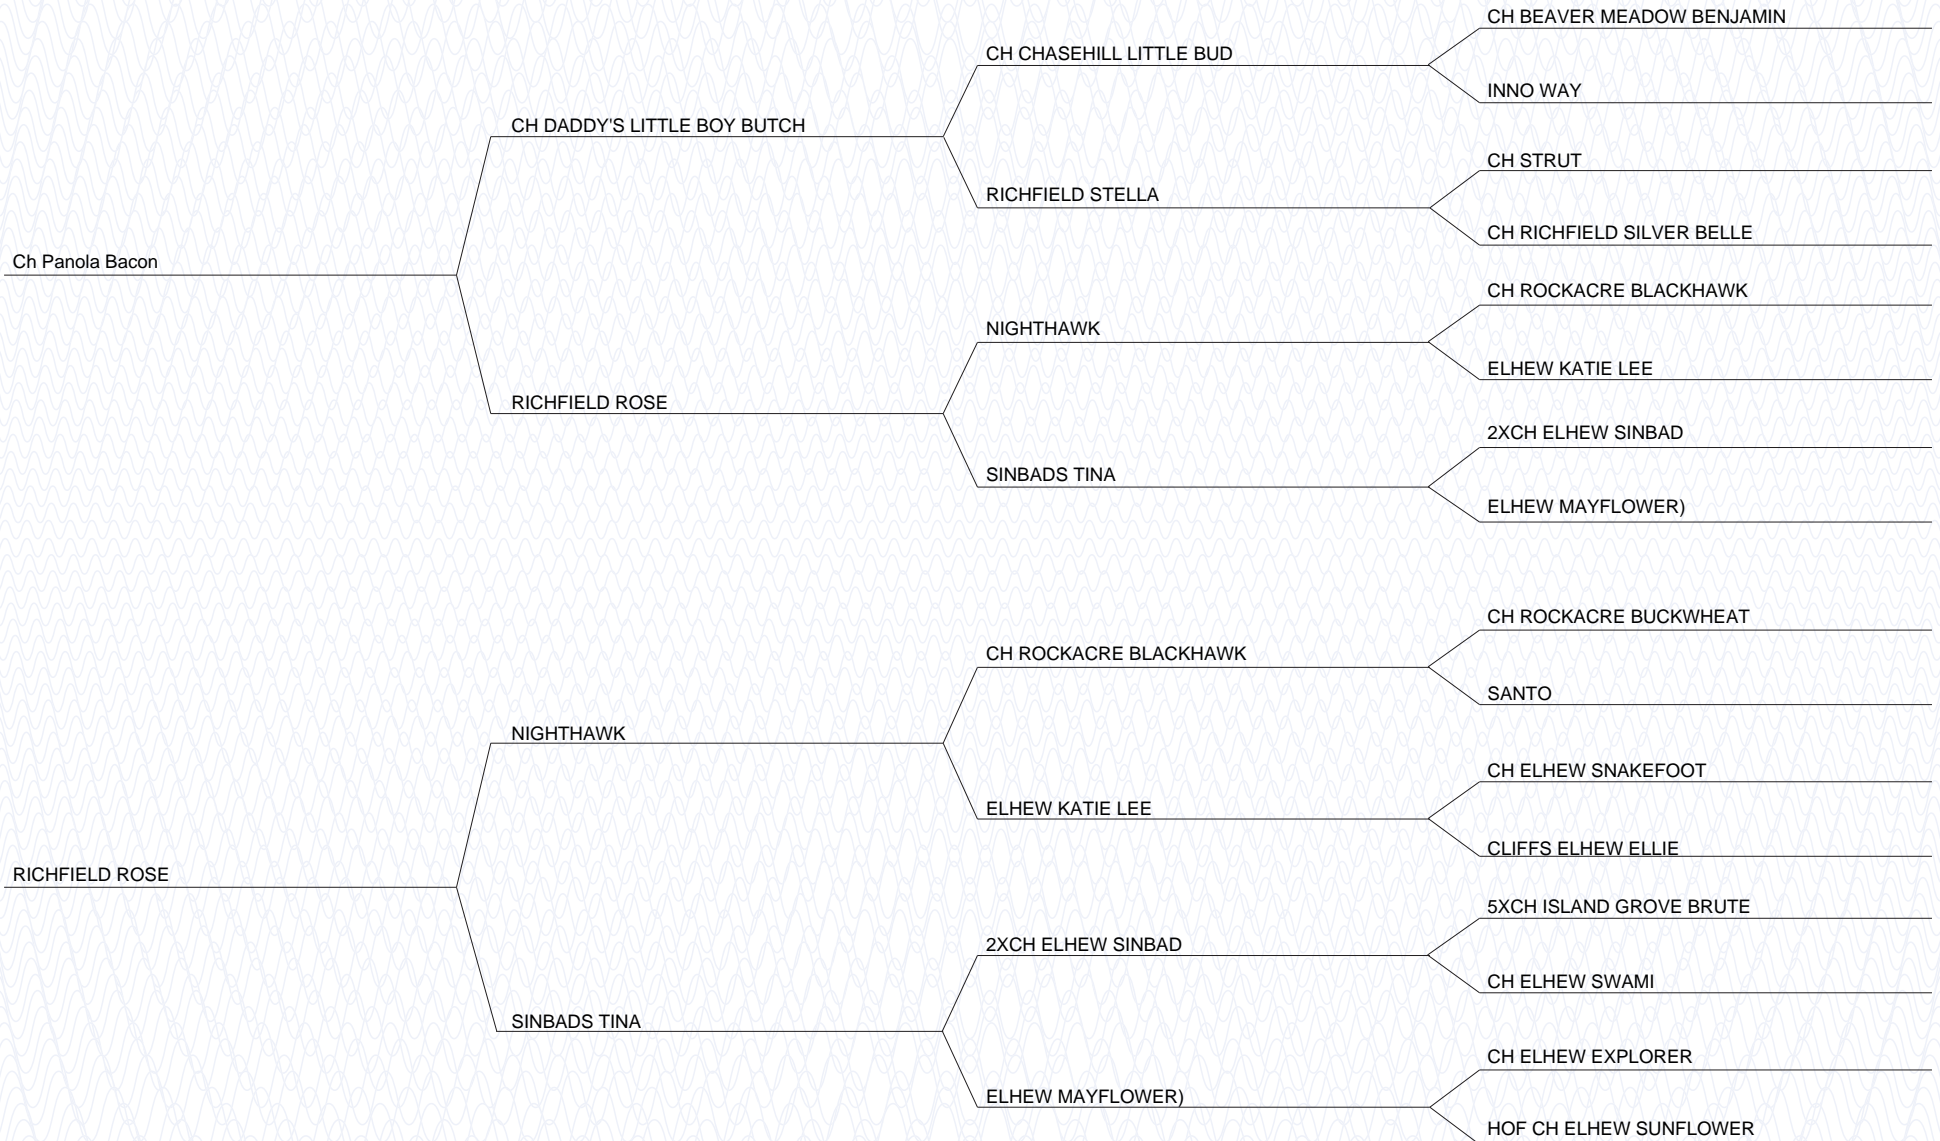 CH BEAVER MEADOW BENJAMIN
CH CHASEHILL LITTLE BUD
INNO WAY
CH DADDY'S LITTLE BOY BUTCH
CH STRUT
RICHFIELD STELLA
CH RICHFIELD SILVER BELLE
Ch Panola Bacon
CH ROCKACRE BLACKHAWK
NIGHTHAWK
ELHEW KATIE LEE
RICHFIELD ROSE
2XCH ELHEW SINBAD
SINBADS TINA
ELHEW MAYFLOWER)
CH ROCKACRE BUCKWHEAT
CH ROCKACRE BLACKHAWK
SANTO
NIGHTHAWK
CH ELHEW SNAKEFOOT
ELHEW KATIE LEE
CLIFFS ELHEW ELLIE
RICHFIELD ROSE
5XCH ISLAND GROVE BRUTE
2XCH ELHEW SINBAD
CH ELHEW SWAMI
SINBADS TINA
CH ELHEW EXPLORER
ELHEW MAYFLOWER)
HOF CH ELHEW SUNFLOWER